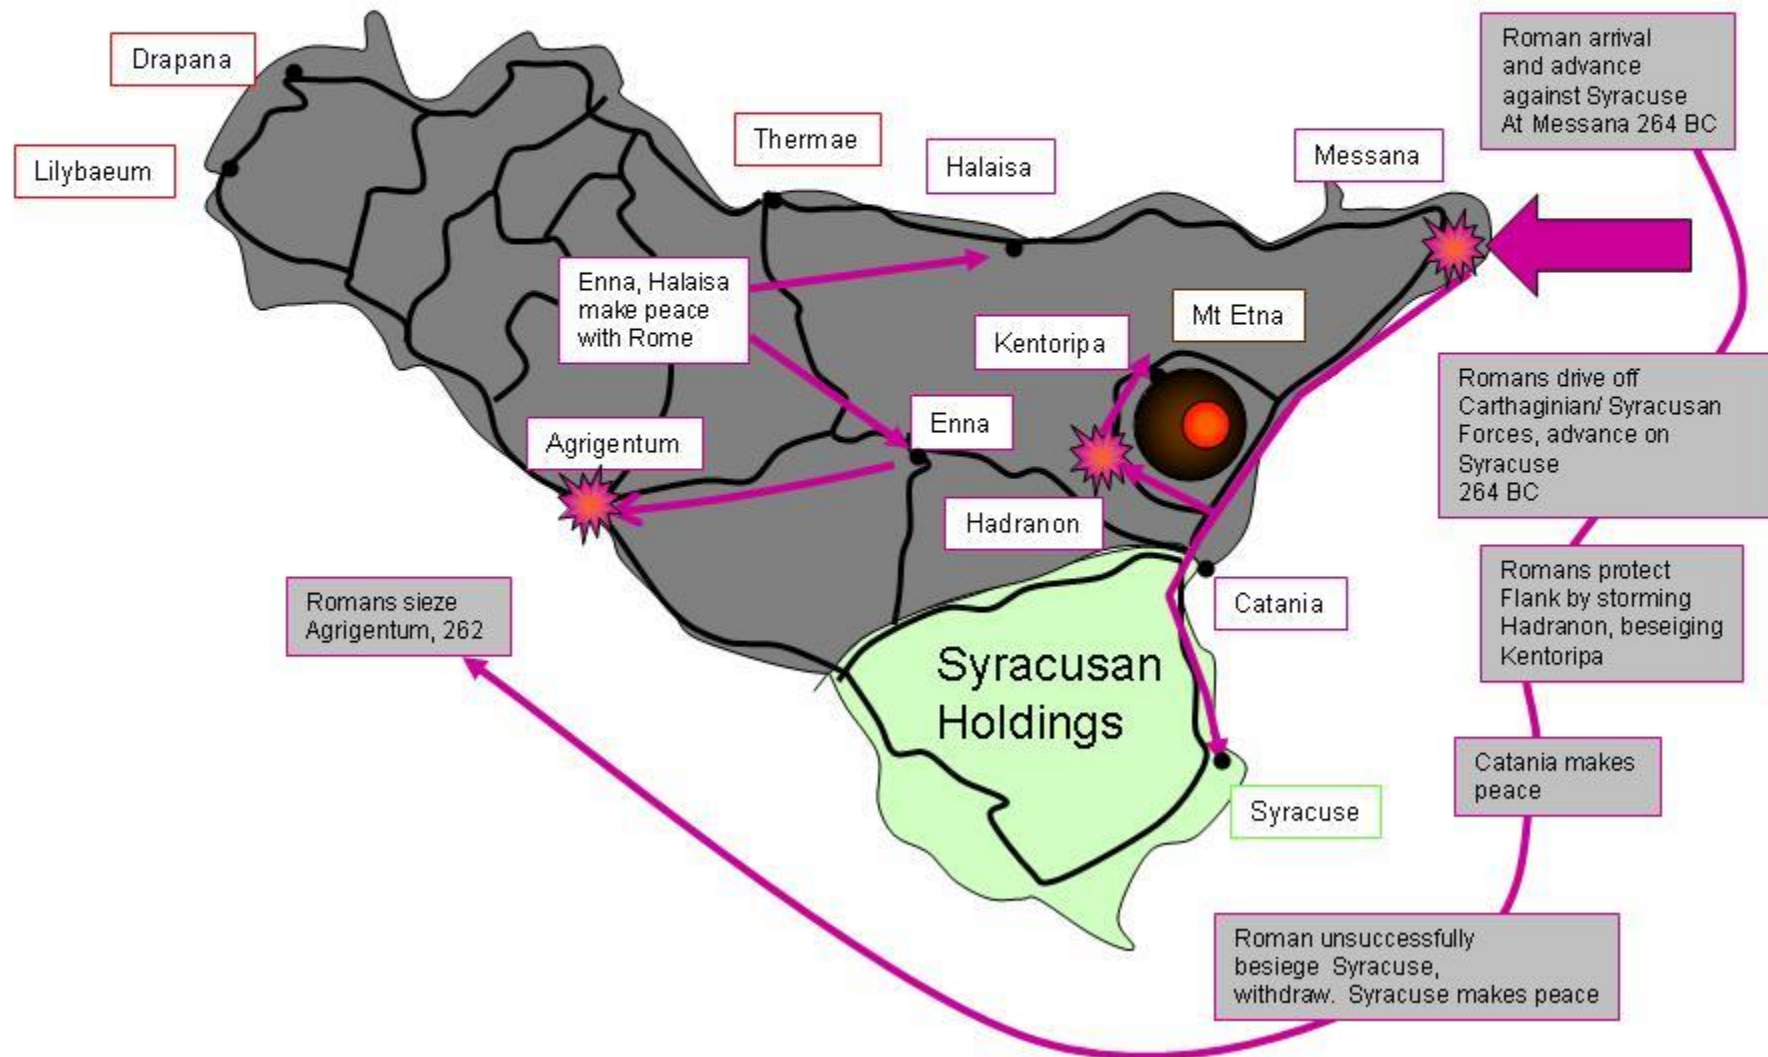 Drapana
Lilybaeum
Thermae
Halaisa
Messana
Roman arrival
and advance
against Syracuse
At Messana 264 BC
Enna, Halaisa
make peace
with Rome
Mt Etna
Kentoripa
Romans drive off
Carthaginian/ Syracusan
Forces, advance on
Syracuse
264 BC
Enna
Agrigentum
Hadranon
Romans protect
Flank by storming
Hadranon, beseiging
Kentoripa
Romans sieze
Agrigentum, 262
Catania
Syracusan
Holdings
Catania makes
peace
Syracuse
Roman unsuccessfully
besiege Syracuse,
withdraw. Syracuse makes peace